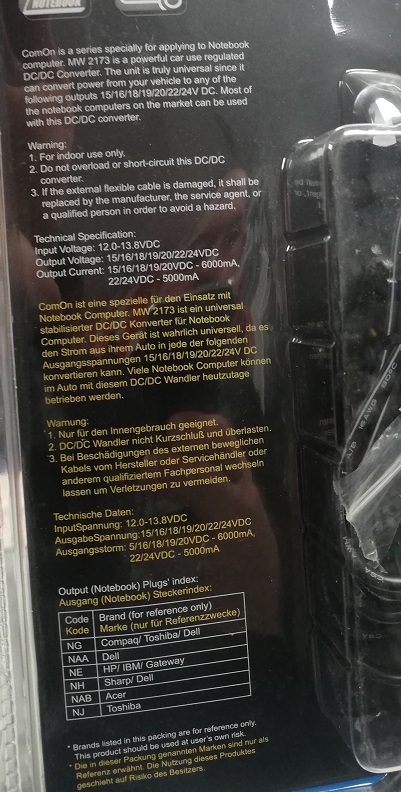 NOTEBOOK
ComOn is a series specially for applying to Notebook
computer. MW 2173 is a powerful car use regulated
DC/DC Converter. The unit is truly universal since it
can convert power from your vehicle to any of the
following outputs 15/16/18/19/20/22/24V DC. Most of
the notebook computers on the market can be used
with this DC/DC converter.
Warning:
1. For indoor use only,
2. Do not overload or short-circuit this DC/DC
converter.
3. If the external flexible cable is damaged, it shall be
replaced by the manufacturer, the service agent, or
a qualified person in order to avoid a hazard,
Technical Specification:
Input Voltage: 12.0-13.8VDC
Output Voltage: 15/16/18/19/20/22/24VDC
Output Current: 15/16/18/19/20VDC - 6000mA,
22/24VDC - 5000mA
ComOn ist eine spezielle für den Einsatz mit
Notebook Computer. MW 2173 ist ein universal
stabilisierter DC/DC Konverter für Notebook
Computer. Dieses Gerät ist wahrlich universell, da es
den Strom aus ihrem Auto in jede der folgenden
Ausgangsspannungen 15/16/18/19/20/22/24V DC
konvertieren kann. Viele Notebook Computer können
im Auto mit diesem DC/DC Wandler heutzutage
betrieben werden.
Warnung:
1. Nur für den Innengebrauch geeignet.
2. DC/DC Wandler nicht Kurzschluß und überlasten.
3. Bei Beschädigungen des externen beweglichen
Kabels vom Hersteller oder Servicehändler oder
anderem qualifizierten Fachpersonal wechseln
lassen um Verletzungen zu vermeiden.
Technische Daten:
InputSpannung: 12.0-13.8VDC
AusgabeSpannung:15/16/18/19/20/22/24VDC
Ausgangsstorm: 5/16/18/19/20VDC - 6000mA,
22/24VDC - 5000mA
Output (Notebook) Plugs' index:
Ausgang (Notebook) Steckerindex:
Code Brand (for reference only)
Kode Marke (nur für Referenzzwecke)
NG Compaq/ Toshiba/ Dell
NAA Dell
NE HP/ IBM/ Gateway
NH Sharp/ Dell
NAB Acer
NJ Toshiba
* Brands listed in this packing are for reference only.
This product should be used at user's own risk.
* Die in dieser Packung genannten Marken sind nur als
Referenz erwähnt. Die Nutzung dieses Produktes
geschieht auf Risiko des Besitzers.